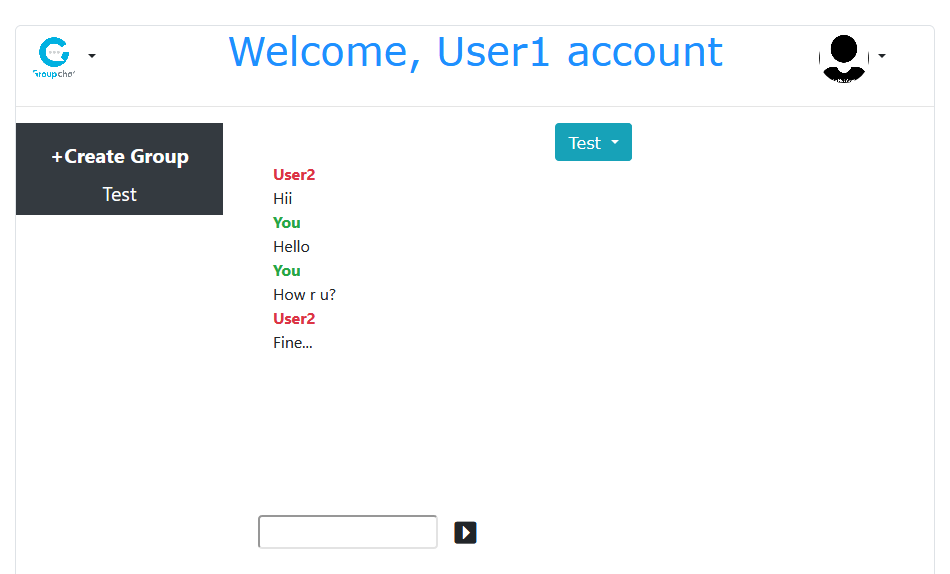 Groupchat
Welcome, User1 account
+Create Group
Test
Test
User2
Hii
You
Hello
You
How r u?
User2
Fine...